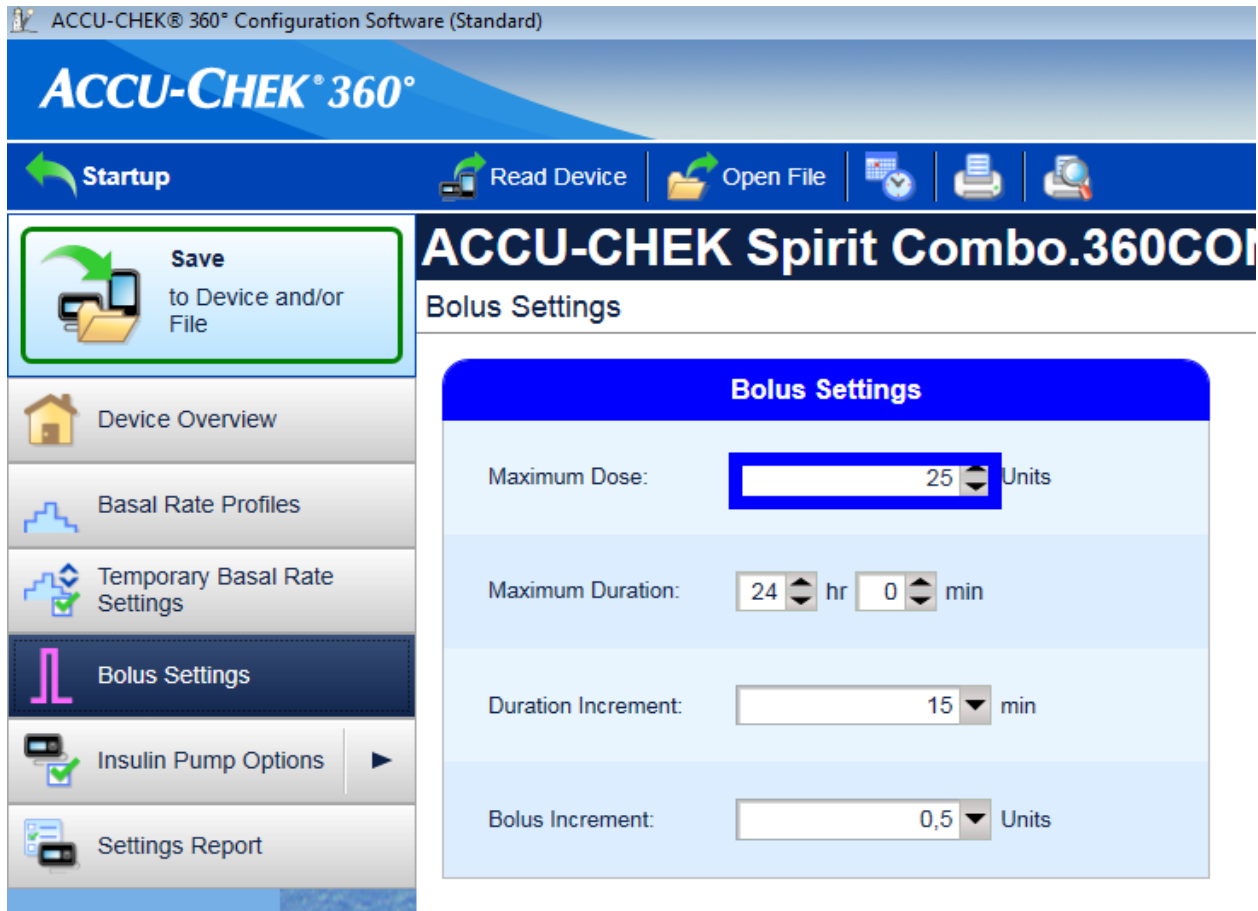 ACCU-CHEK® 360° Configuration Software (Standard)
ACCU-CHEK® 360°
Startup
Read Device
Open File
Save
to Device and/or
File
ACCU-CHEK Spirit Combo.360CON
Bolus Settings
Device Overview
Basal Rate Profiles
Temporary Basal Rate
Settings
Bolus Settings
Insulin Pump Options
Settings Report
Bolus Settings
Maximum Dose: 25 Units
Maximum Duration: 24 hr 0 min
Duration Increment: 15 min
Bolus Increment: 0,5 Units